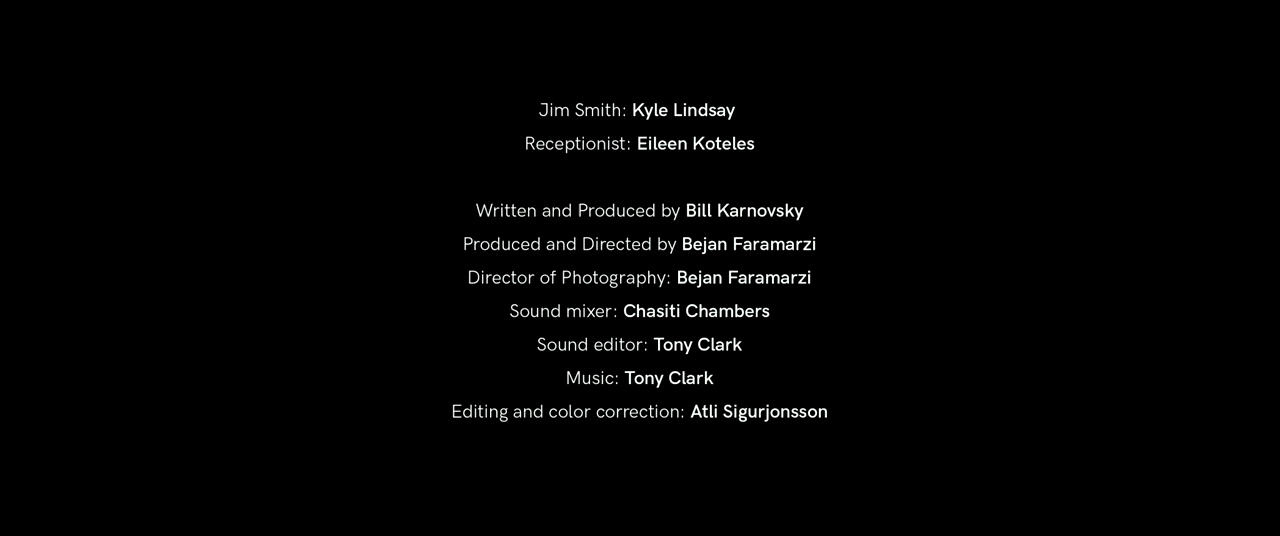 Jim Smith: Kyle Lindsay
Receptionist: Eileen Koteles
Written and Produced by Bill Karnovsky
Produced and Directed by Bejan Faramarzi
Director of Photography: Bejan Faramarzi
Sound mixer: Chasiti Chambers
Sound editor: Tony Clark
Music: Tony Clark
Editing and color correction: Atli Sigurjonsson